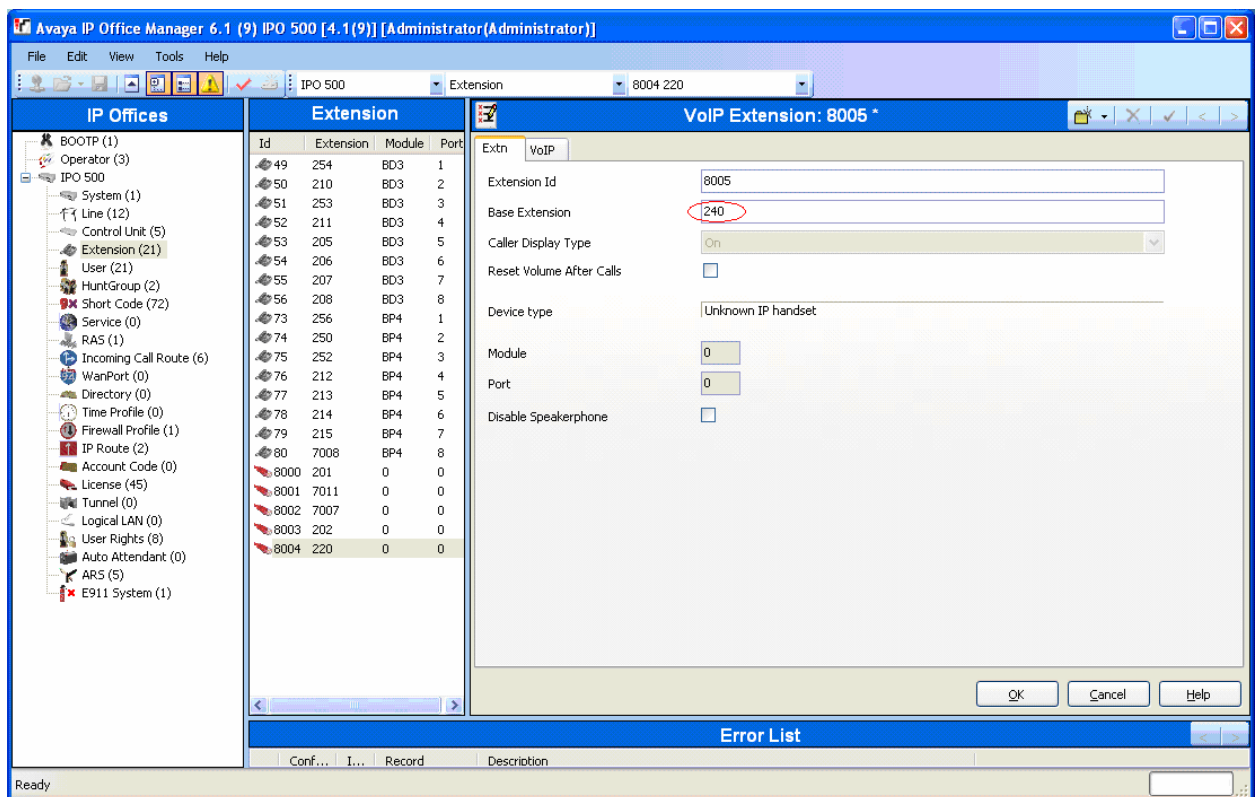 Avaya IP Office Manager 6.1 (9) IPO 500 [4.1(9)] [Administrator(Administrator)]
File Edit View Tools Help
IPO 500 Extension 8004 220
IP Offices
BOOTP (1)
Operator (3)
IPO 500
System (1)
Line (12)
Control Unit (5)
Extension (21)
User (21)
HuntGroup (2)
Short Code (72)
Service (0)
RAS (1)
Incoming Call Route (6)
WanPort (0)
Directory (0)
Time Profile (0)
Firewall Profile (1)
IP Route (2)
Account Code (0)
License (45)
Tunnel (0)
Logical LAN (0)
User Rights (8)
Auto Attendant (0)
ARS (5)
E911 System (1)
Extension
Id Extension Module Port
49 254 BD3 1
50 210 BD3 2
51 253 BD3 3
52 211 BD3 4
53 205 BD3 5
54 206 BD3 6
55 207 BD3 7
56 208 BD3 8
73 256 BP4 1
74 250 BP4 2
75 252 BP4 3
76 212 BP4 4
77 213 BP4 5
78 214 BP4 6
79 215 BP4 7
80 7008 BP4 8
8000 201 0 0
8001 7011 0 0
8002 7007 0 0
8003 202 0 0
8004 220 0 0
VoIP Extension: 8005 *
Extn VoIP
Extension Id 8005
Base Extension 240
Caller Display Type On
Reset Volume After Calls
Device type Unknown IP handset
Module 0
Port 0
Disable Speakerphone
OK Cancel Help
Error List
Conf... I... Record Description
Ready